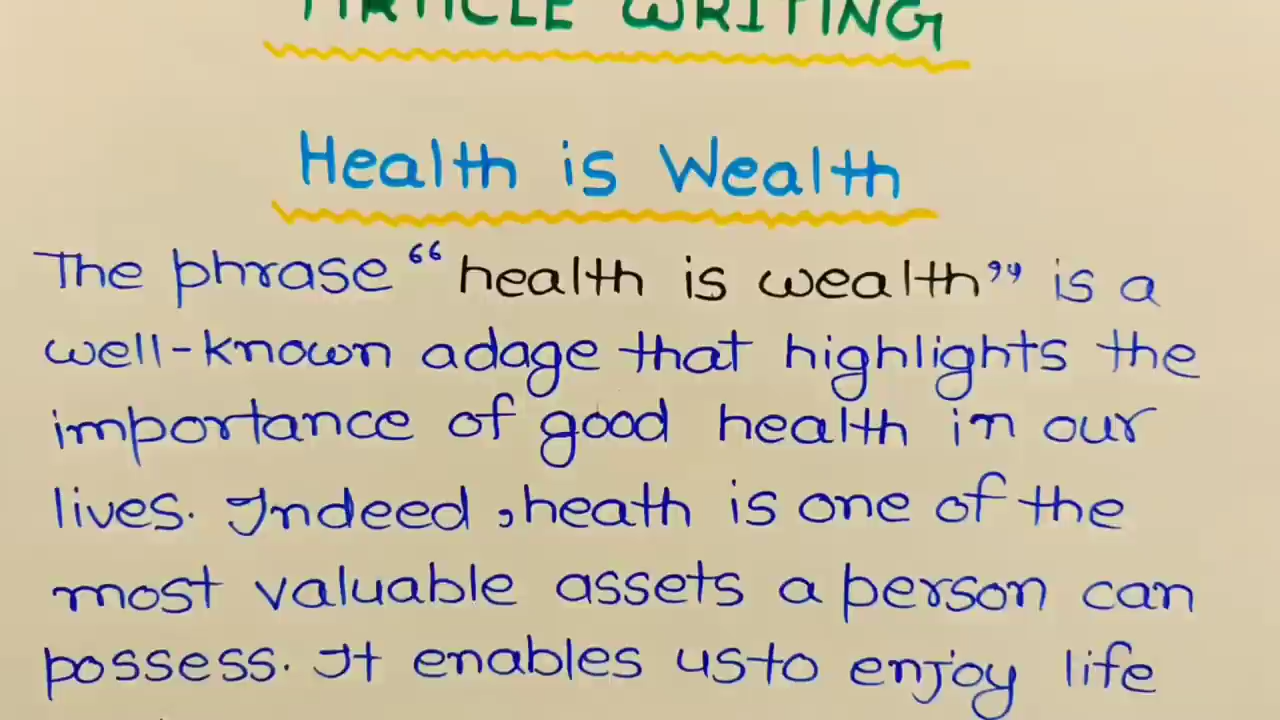 ARTICLE WRITING
Health is Wealth
The phrase “health is wealth” is a
well-known adage that highlights the
importance of good health in our
lives. Indeed, heath is one of the
most valuable assets a person can
possess. It enables us to enjoy life